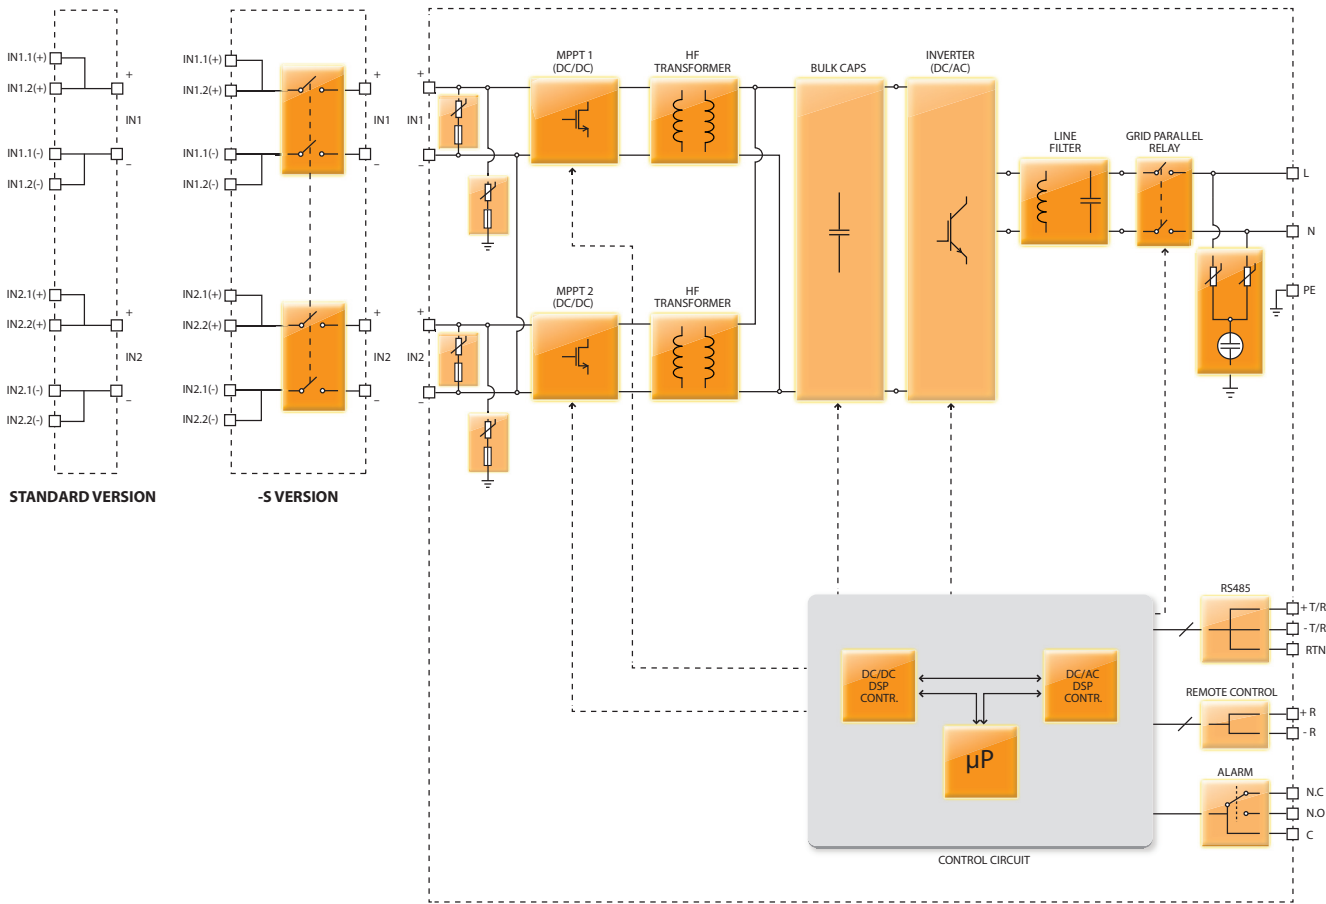 IN1.1(+)
IN1.2(+)
+
IN1
IN1.1(-)
IN1.2(-)
–
IN2.1(+)
IN2.2(+)
+
IN2
IN2.1(-)
IN2.2(-)
–
STANDARD VERSION
IN1.1(+)
IN1.2(+)
+
IN1
IN1.1(-)
IN1.2(-)
–
IN2.1(+)
IN2.2(+)
+
IN2
IN2.1(-)
IN2.2(-)
–
-S VERSION
+
IN1
–
+
IN2
–
MPPT 1
(DC/DC)
HF
TRANSFORMER
BULK CAPS
INVERTER
(DC/AC)
LINE
FILTER
GRID PARALLEL
RELAY
L
N
PE
MPPT 2
(DC/DC)
HF
TRANSFORMER
DC/DC
DSP
CONTR.
DC/AC
DSP
CONTR.
µP
CONTROL CIRCUIT
RS485
+ T/R
- T/R
RTN
REMOTE CONTROL
+ R
- R
ALARM
N.C
N.O
C